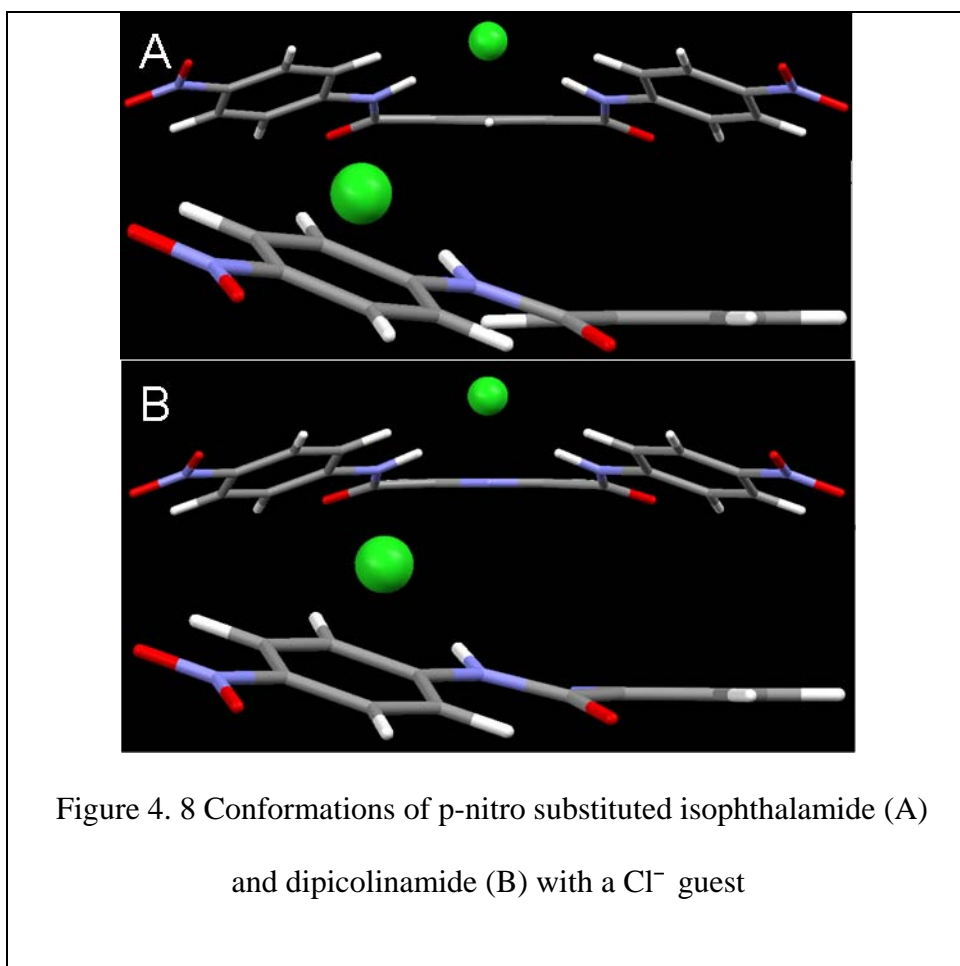 A
B
Figure 4. 8 Conformations of p-nitro substituted isophthalamide (A)
and dipicolinamide (B) with a Cl⁻ guest